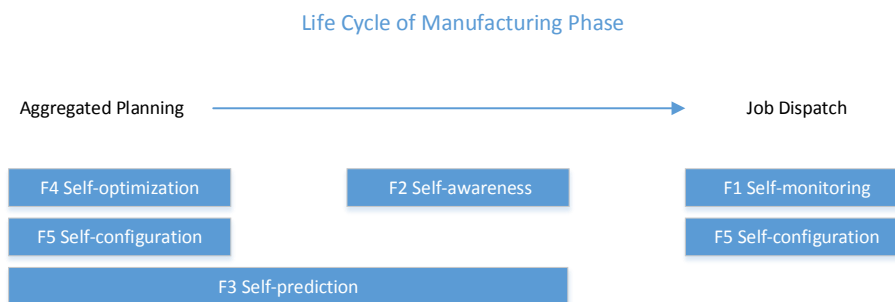 Life Cycle of Manufacturing Phase
Aggregated Planning
Job Dispatch
F4 Self-optimization
F2 Self-awareness
F1 Self-monitoring
F5 Self-configuration
F5 Self-configuration
F3 Self-prediction